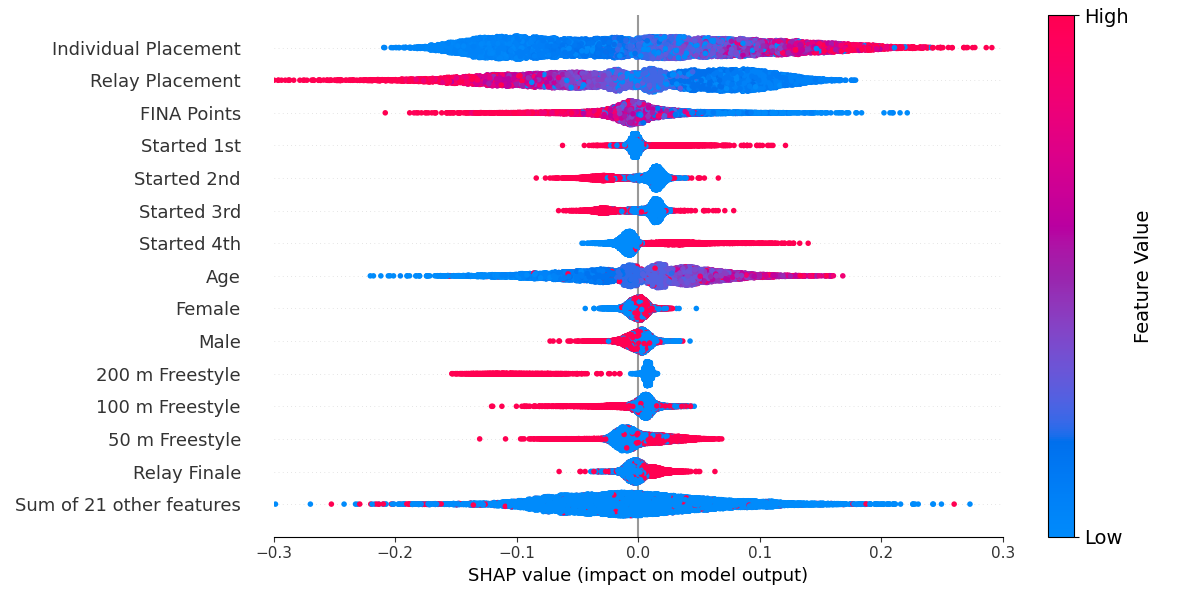 High
Individual Placement
Relay Placement
FINA Points
Started 1st
Started 2nd
Started 3rd
Started 4th
Age
Female
Male
200 m Freestyle
100 m Freestyle
50 m Freestyle
Relay Finale
Sum of 21 other features
Feature Value
Low
−0.3 −0.2 −0.1 0.0 0.1 0.2 0.3
SHAP value (impact on model output)